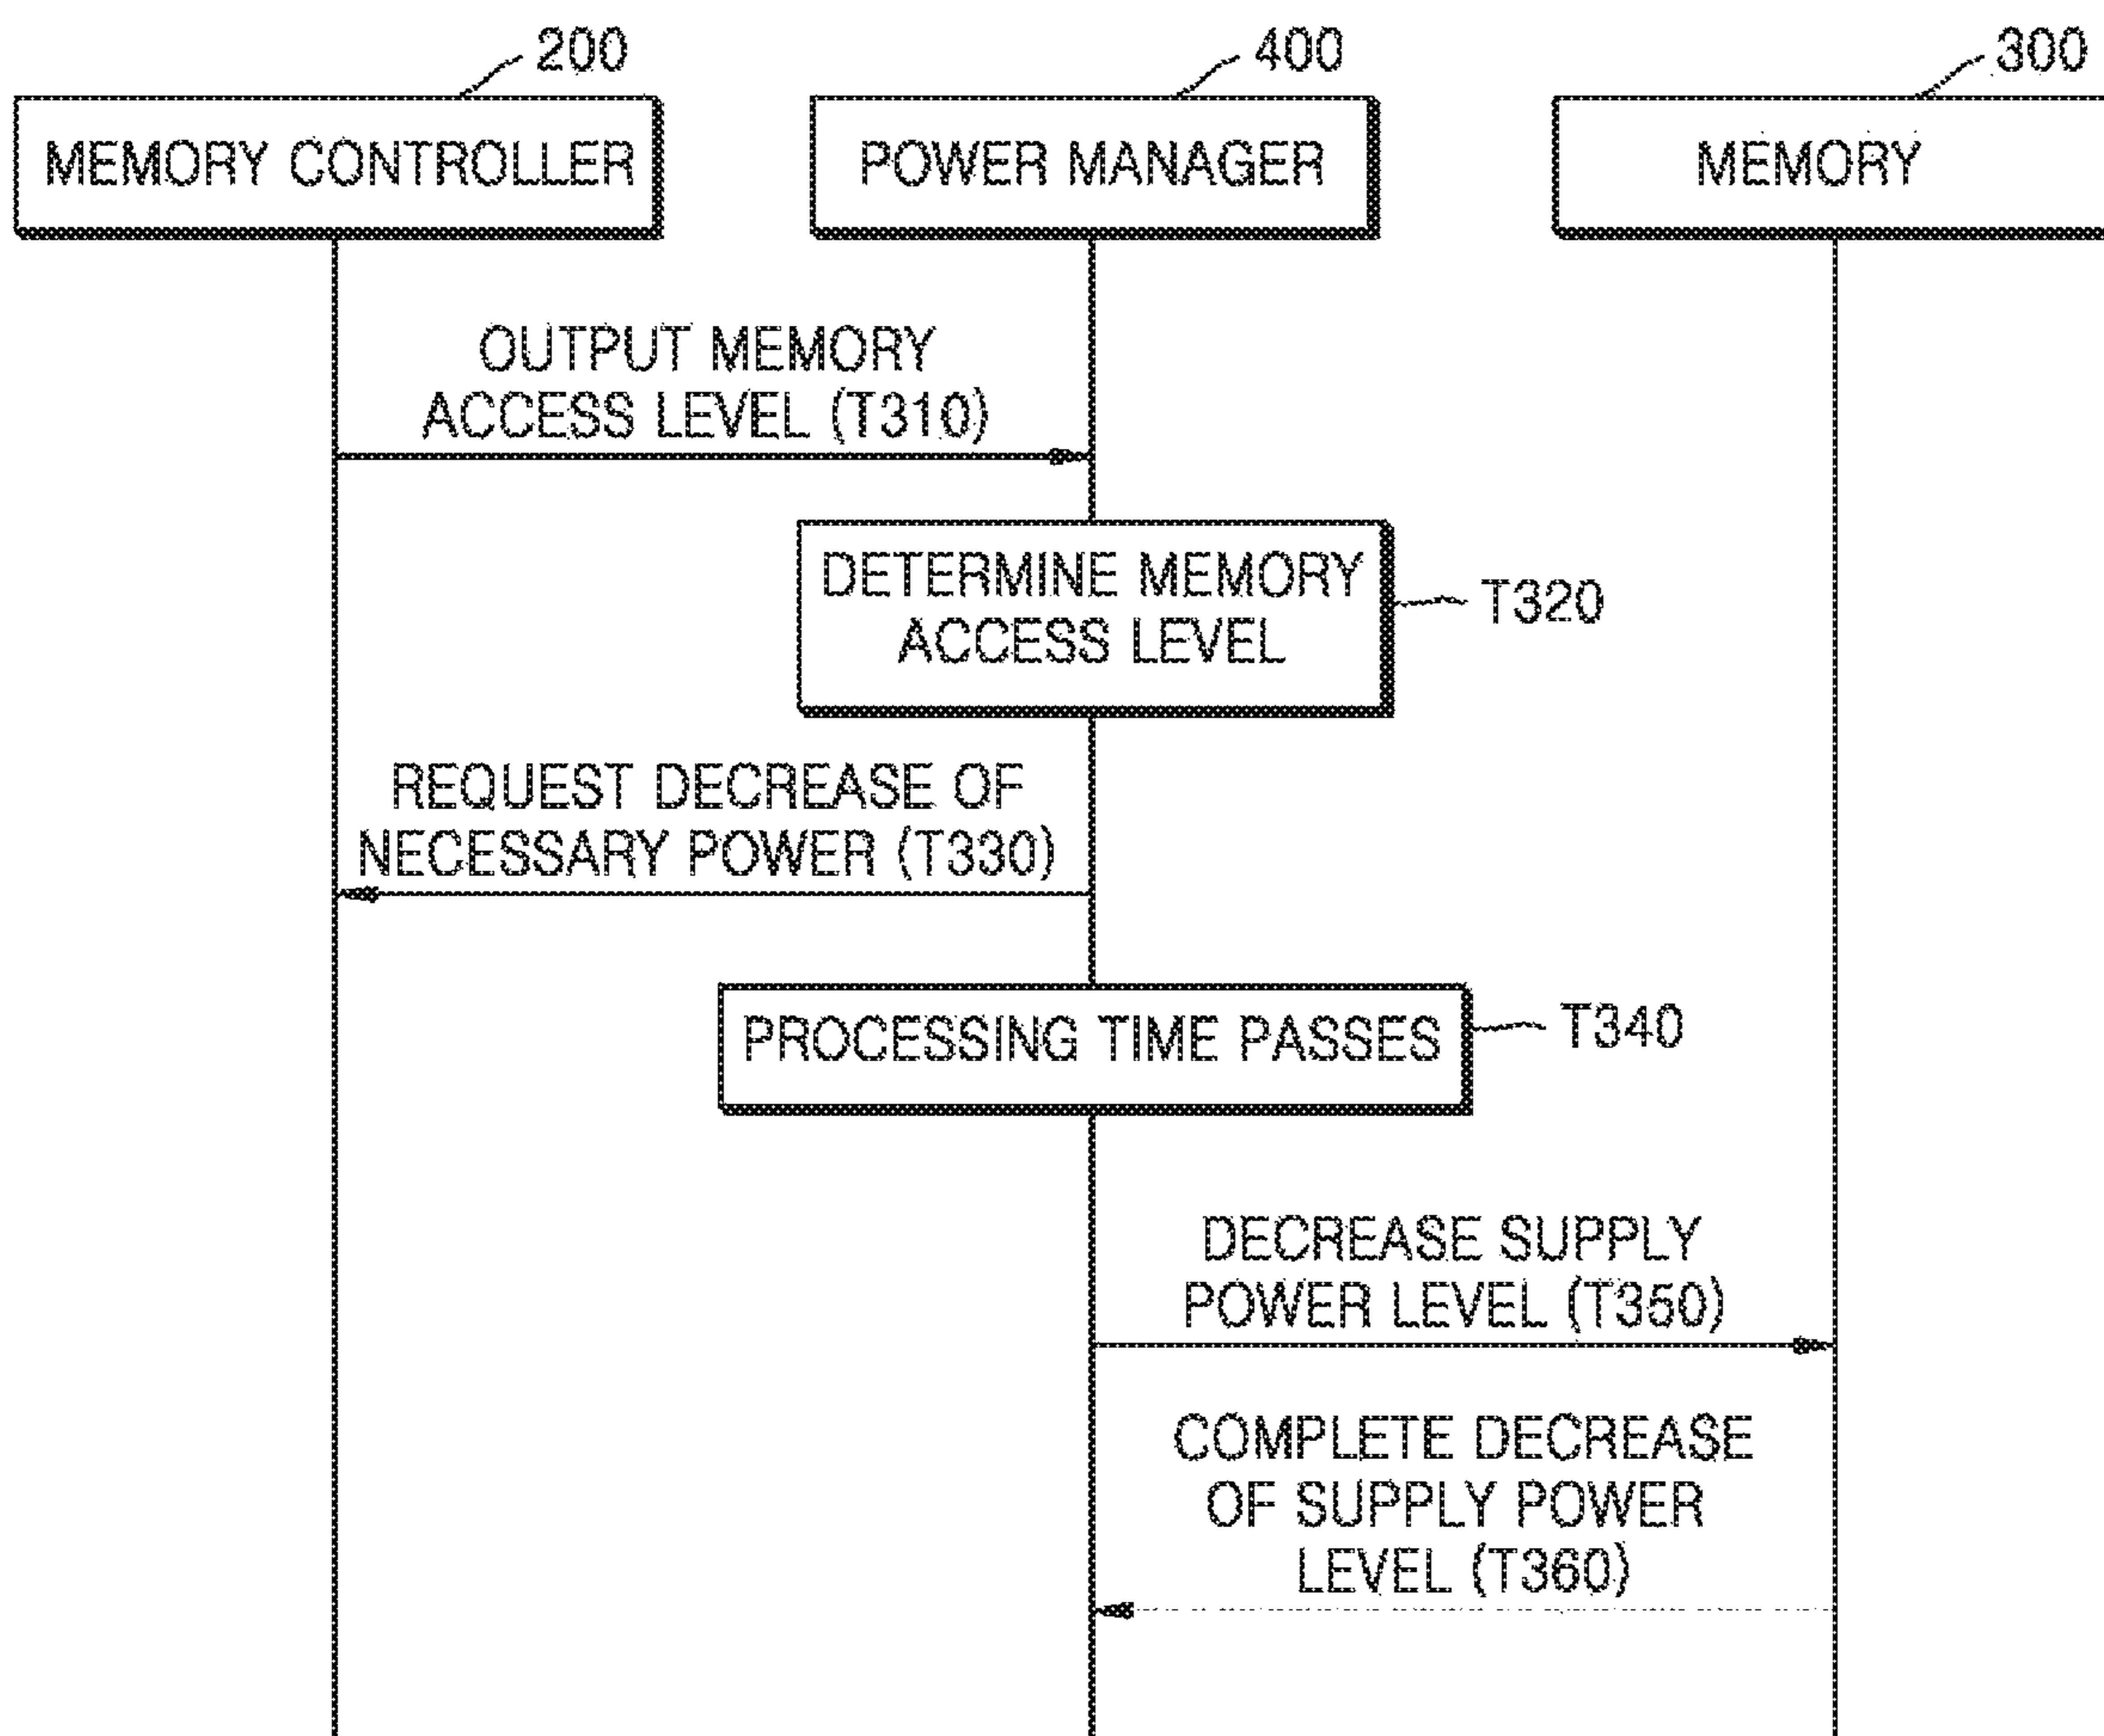 200
400
300
MEMORY CONTROLLER
POWER MANAGER
MEMORY
OUTPUT MEMORY
ACCESS LEVEL (T310)
DETERMINE MEMORY
ACCESS LEVEL
T320
REQUEST DECREASE OF
NECESSARY POWER (T330)
PROCESSING TIME PASSES
T340
DECREASE SUPPLY
POWER LEVEL (T350)
COMPLETE DECREASE
OF SUPPLY POWER
LEVEL (T360)